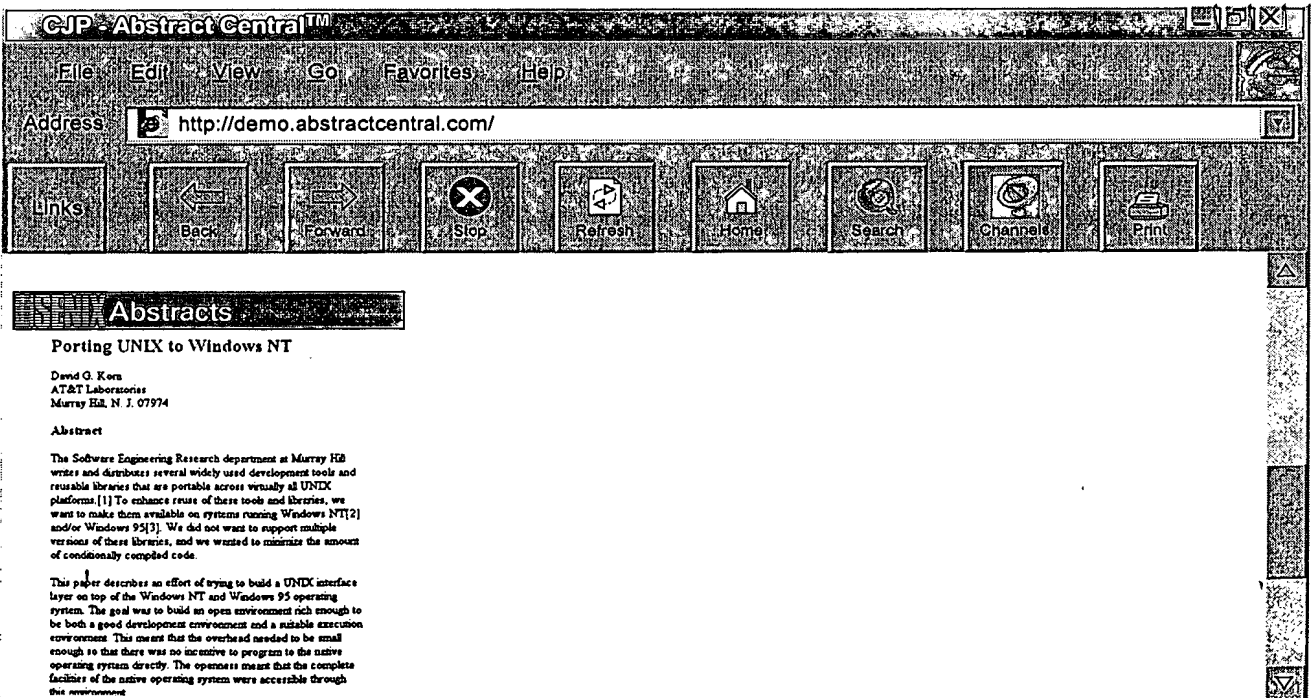 CJP - Abstract Central™
File Edit View Go Favorites Help
Address http://demo.abstractcentral.com/
Links Back Forward Stop Refresh Home Search Channels Print
USENIX Abstracts
Porting UNIX to Windows NT
David G. Korn
AT&T Laboratories
Murray Hill, N. J. 07974
Abstract
The Software Engineering Research department at Murray Hill
writes and distributes several widely used development tools and
reusable libraries that are portable across virtually all UNIX
platforms.[1] To enhance reuse of these tools and libraries, we
want to make them available on systems running Windows NT[2]
and/or Windows 95[3]. We did not want to support multiple
versions of these libraries, and we wanted to minimize the amount
of conditionally compiled code.
This paper describes an effort of trying to build a UNIX interface
layer on top of the Windows NT and Windows 95 operating
system. The goal was to build an open environment rich enough to
be both a good development environment and a suitable execution
environment. This meant that the overhead needed to be small
enough so that there was no incentive to program to the native
operating system directly. The openness meant that the complete
facilities of the native operating system were accessible through
this environment